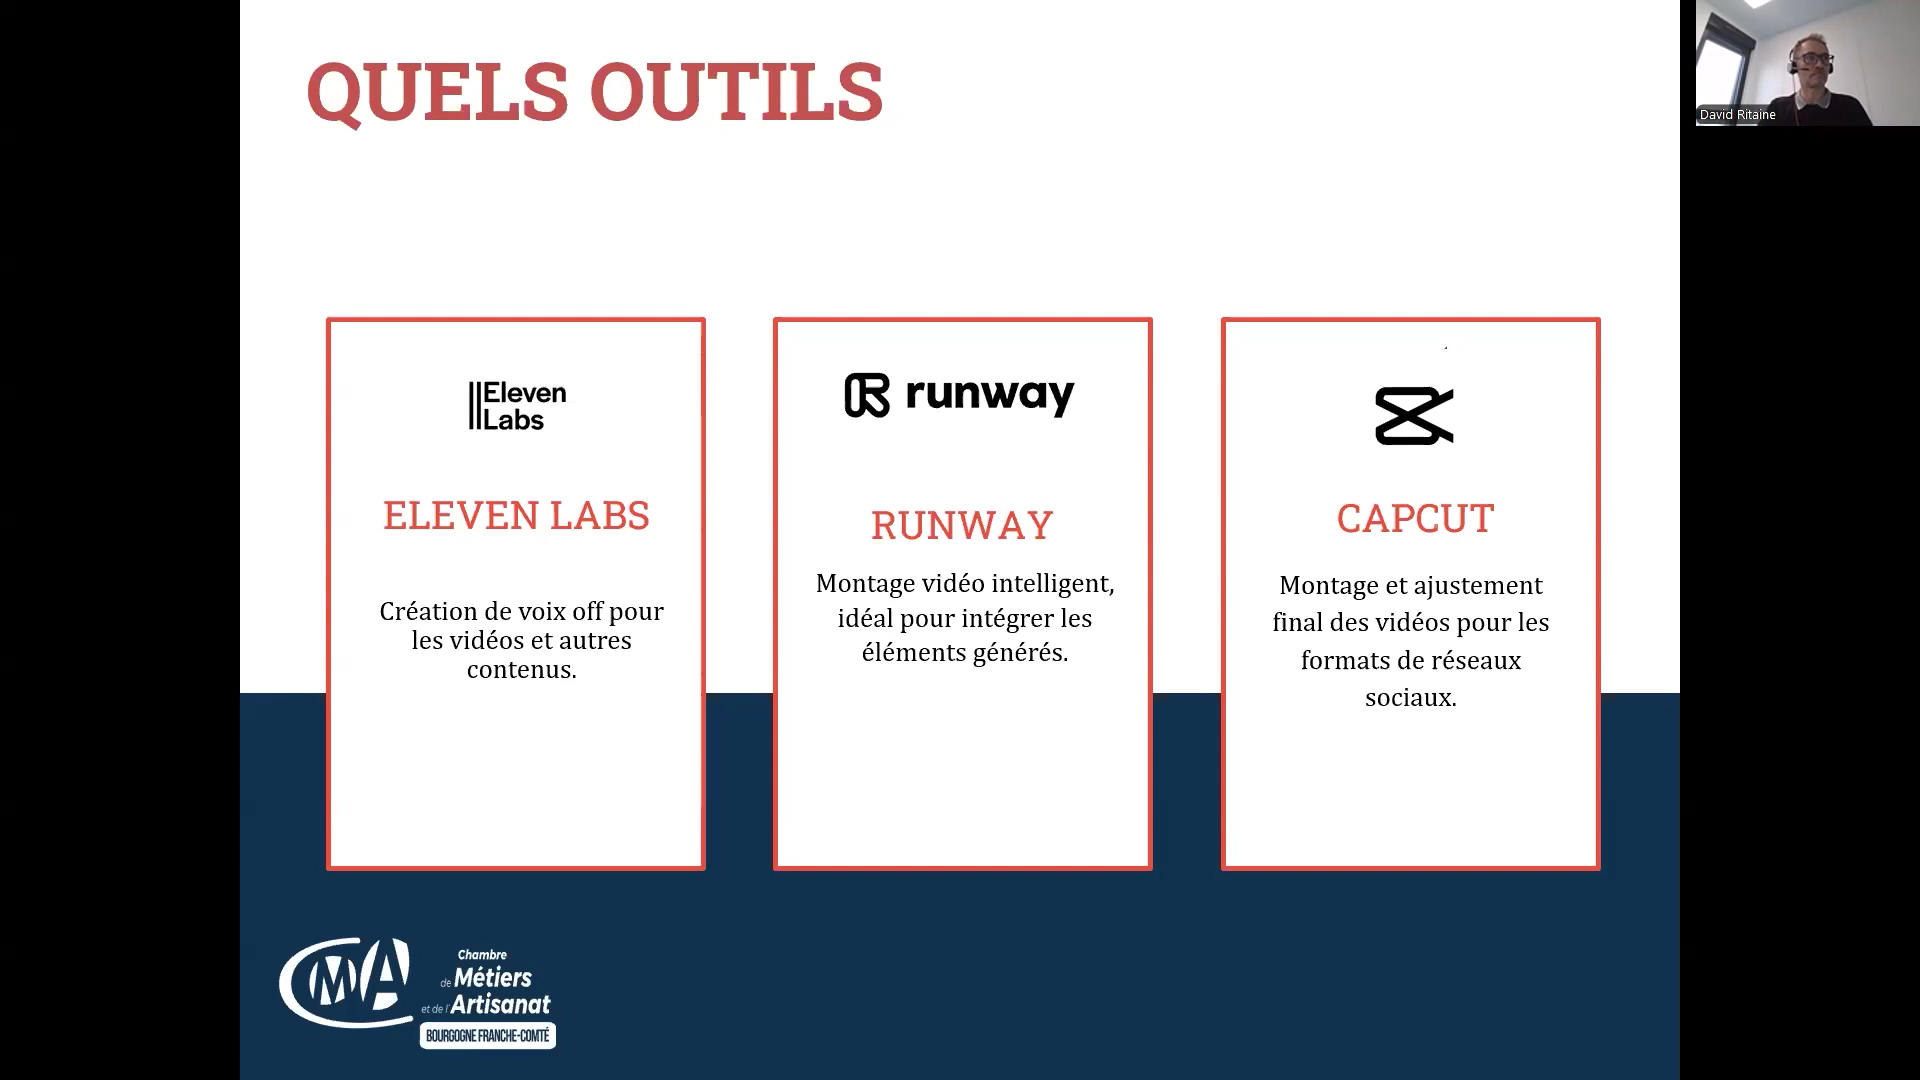 QUELS OUTILS
David Ritaine
Eleven
Labs
ELEVEN LABS
Création de voix off pour
les vidéos et autres
contenus.
runway
RUNWAY
Montage vidéo intelligent,
idéal pour intégrer les
éléments générés.
CAPCUT
Montage et ajustement
final des vidéos pour les
formats de réseaux
sociaux.
CMA
Chambre
de Métiers
et de l'Artisanat
BOURGOGNE FRANCHE-COMTÉ